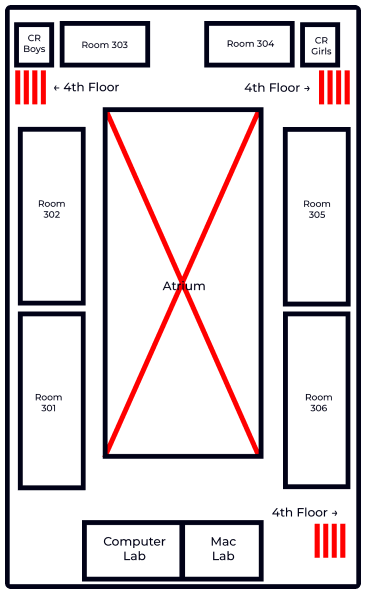 CR
Boys
Room 303
Room 304
CR
Girls
← 4th Floor
4th Floor →
Room
302
Room
305
Atrium
Room
301
Room
306
4th Floor →
Computer
Lab
Mac
Lab